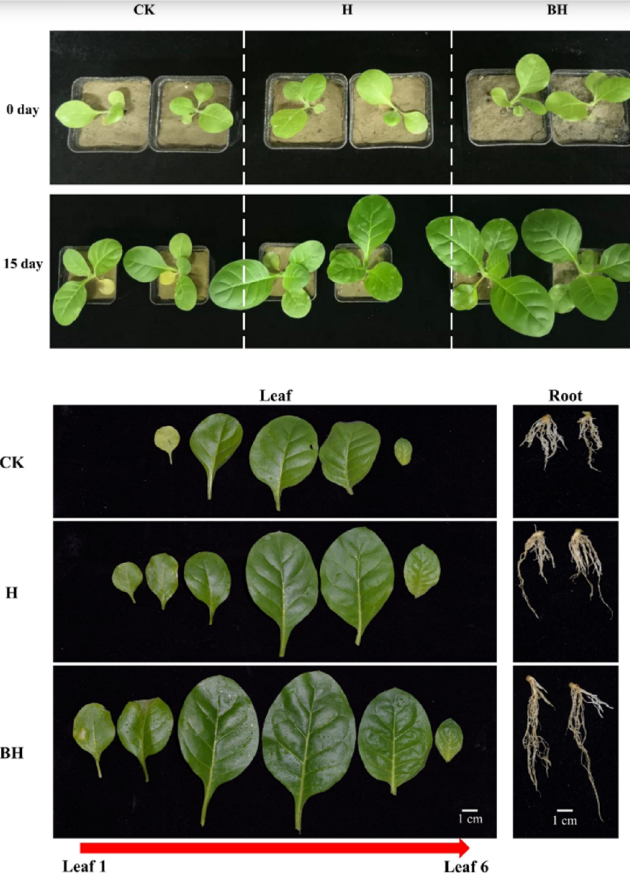 CK H BH
0 day
15 day
Leaf Root
CK
H
BH
1 cm 1 cm
Leaf 1 Leaf 6